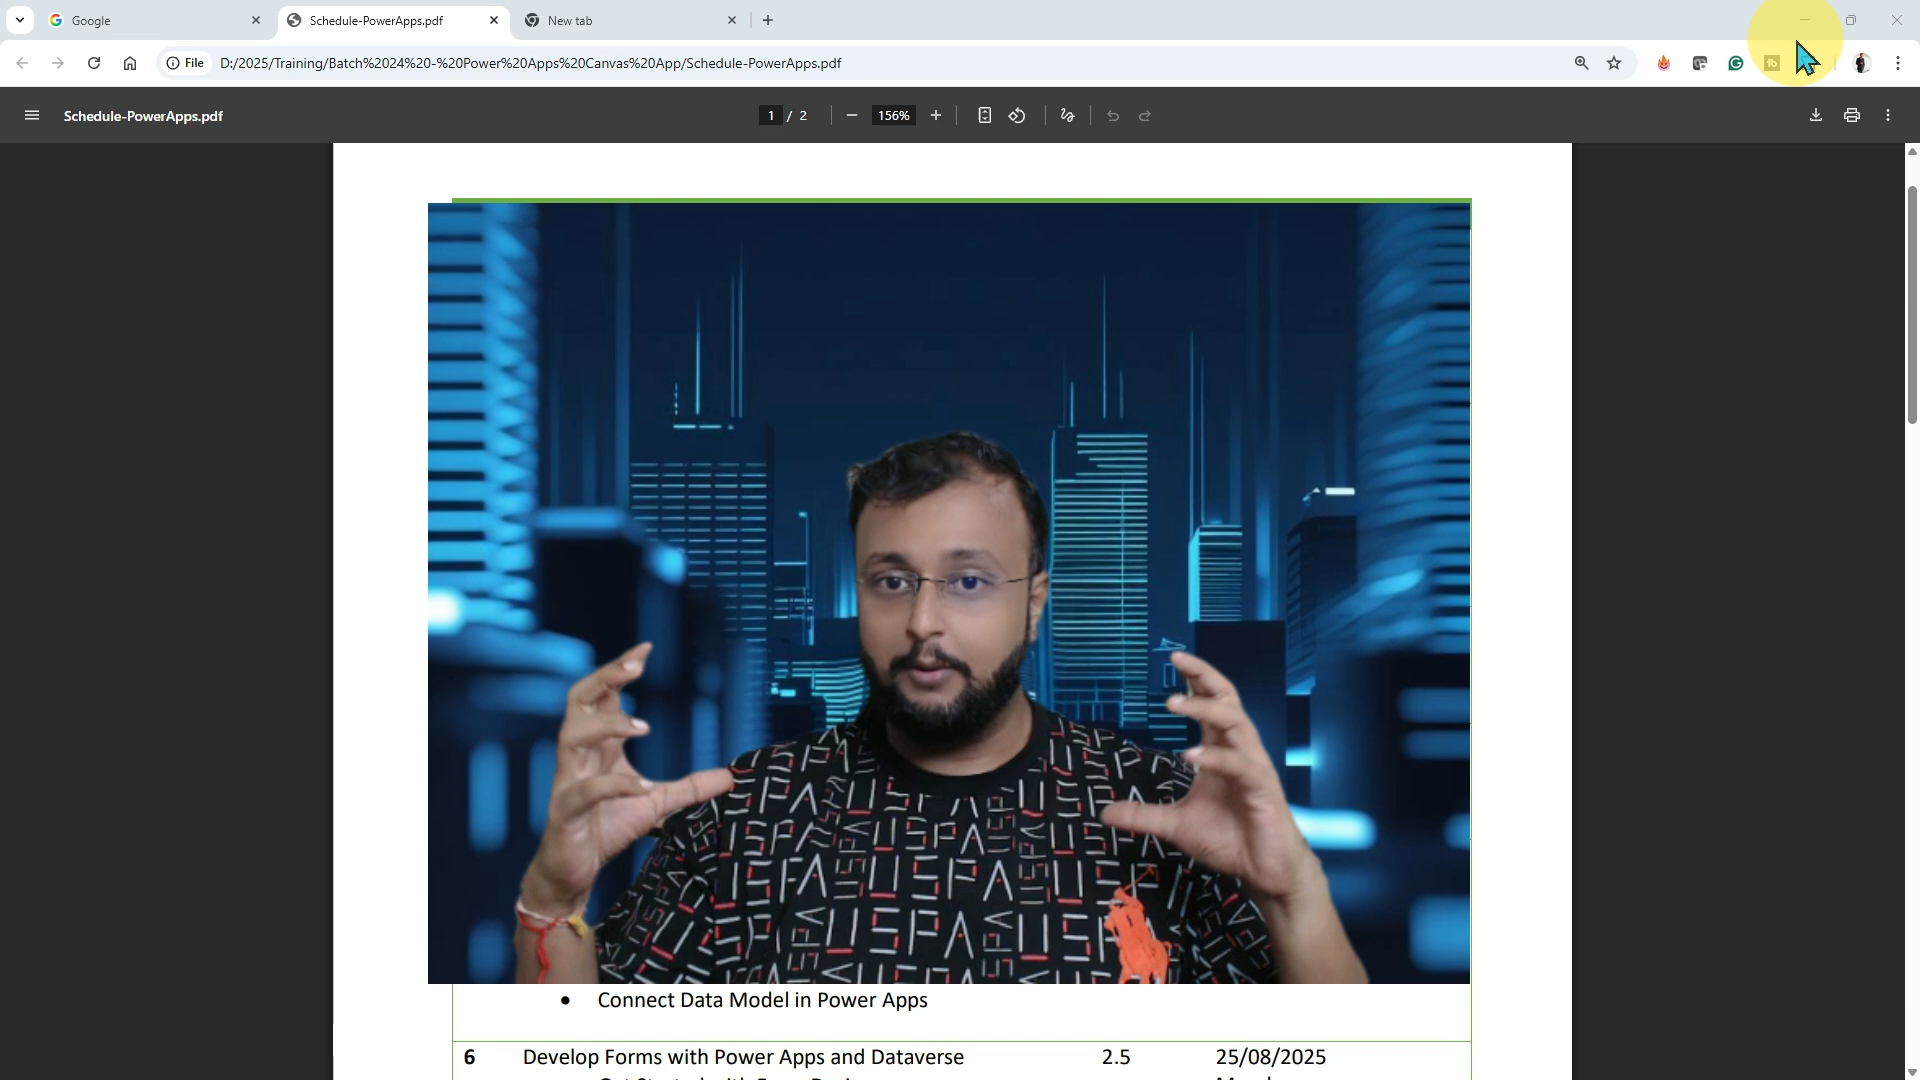 Google
Schedule-PowerApps.pdf
New tab
File
D:/2025/Training/Batch%2024%20-%20Power%20Apps%20Canvas%20App/Schedule-PowerApps.pdf
Schedule-PowerApps.pdf
1 / 2
156%
USPA
• Connect Data Model in Power Apps
6 Develop Forms with Power Apps and Dataverse 2.5 25/08/2025